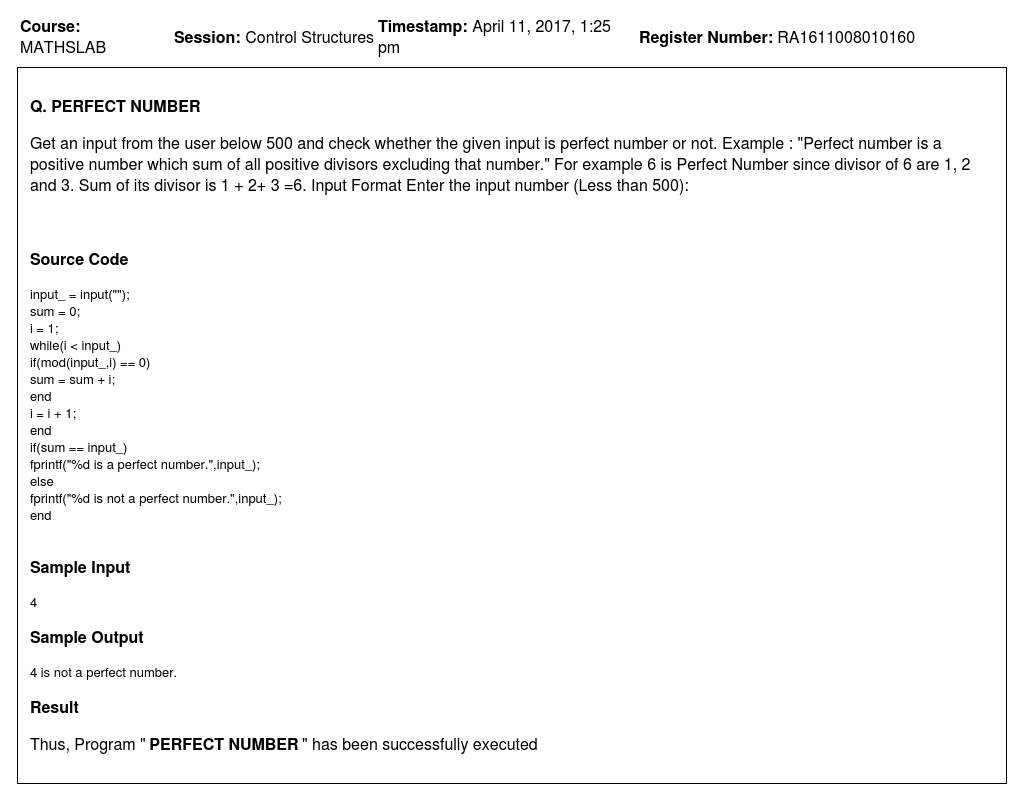 Course: MATHSLAB
Session: Control Structures
Timestamp: April 11, 2017, 1:25 pm
Register Number: RA1611008010160
Q. PERFECT NUMBER
Get an input from the user below 500 and check whether the given input is perfect number or not. Example : "Perfect number is a
positive number which sum of all positive divisors excluding that number." For example 6 is Perfect Number since divisor of 6 are 1, 2
and 3. Sum of its divisor is 1 + 2+ 3 =6. Input Format Enter the input number (Less than 500):
Source Code
input_ = input("");
sum = 0;
i = 1;
while(i < input_)
if(mod(input_,i) == 0)
sum = sum + i;
end
i = i + 1;
end
if(sum == input_)
fprintf("%d is a perfect number.",input_);
else
fprintf("%d is not a perfect number.",input_);
end
Sample Input
4
Sample Output
4 is not a perfect number.
Result
Thus, Program " PERFECT NUMBER " has been successfully executed